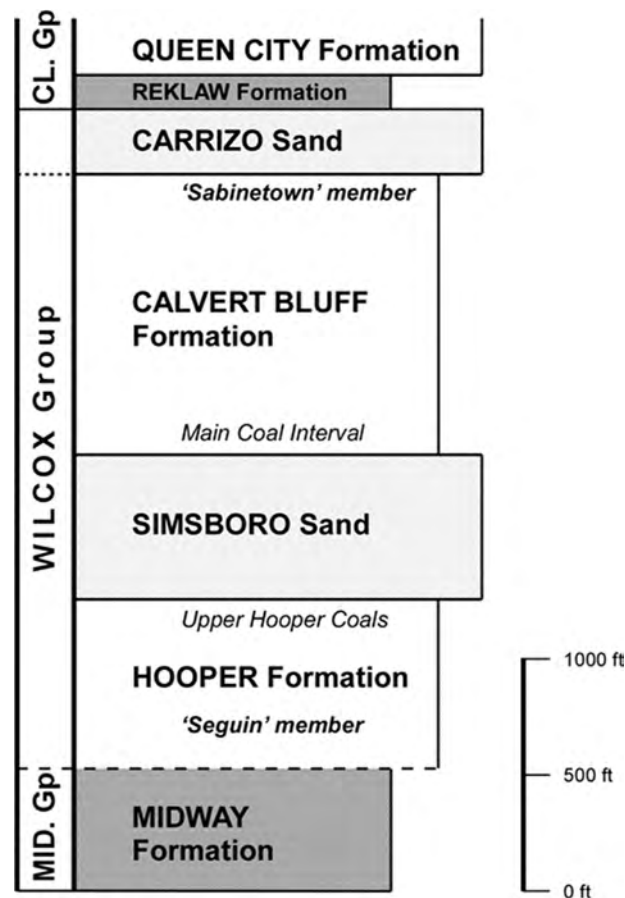 CL. Gp
QUEEN CITY Formation
REKLAW Formation
CARRIZO Sand
WILCOX Group
'Sabinetown' member
CALVERT BLUFF
Formation
Main Coal Interval
SIMSBORO Sand
Upper Hooper Coals
HOOPER Formation
'Seguin' member
MID. Gp
MIDWAY
Formation
1000 ft
500 ft
0 ft